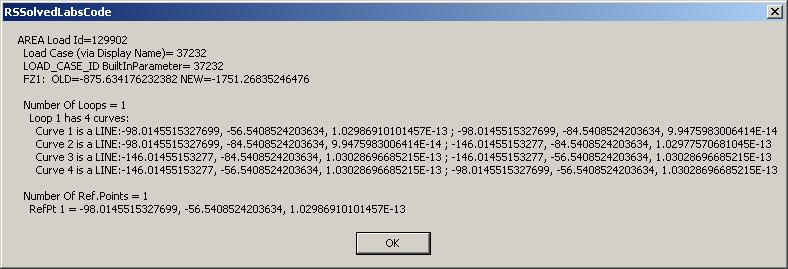 RSSolvedLabsCode
AREA Load Id=129902
Load Case (via Display Name)= 37232
LOAD_CASE_ID BuiltInParameter= 37232
FZ1: OLD=-875.634176232382 NEW=-1751.26835246476
Number Of Loops = 1
Loop 1 has 4 curves:
Curve 1 is a LINE:-98.0145515327699, -56.5408524203634, 1.02986910101457E-13 ; -98.0145515327699, -84.5408524203634, 9.9475983006414E-14
Curve 2 is a LINE:-98.0145515327699, -84.5408524203634, 9.9475983006414E-14 ; -146.01455153277, -84.5408524203634, 1.02977570681045E-13
Curve 3 is a LINE:-146.01455153277, -84.5408524203634, 1.03028696685215E-13 ; -146.01455153277, -56.5408524203634, 1.03028696685215E-13
Curve 4 is a LINE:-146.01455153277, -56.5408524203634, 1.03028696685215E-13 ; -98.0145515327699, -56.5408524203634, 1.03028696685215E-13
Number Of Ref.Points = 1
RefPt 1 = -98.0145515327699, -56.5408524203634, 1.02986910101457E-13
OK